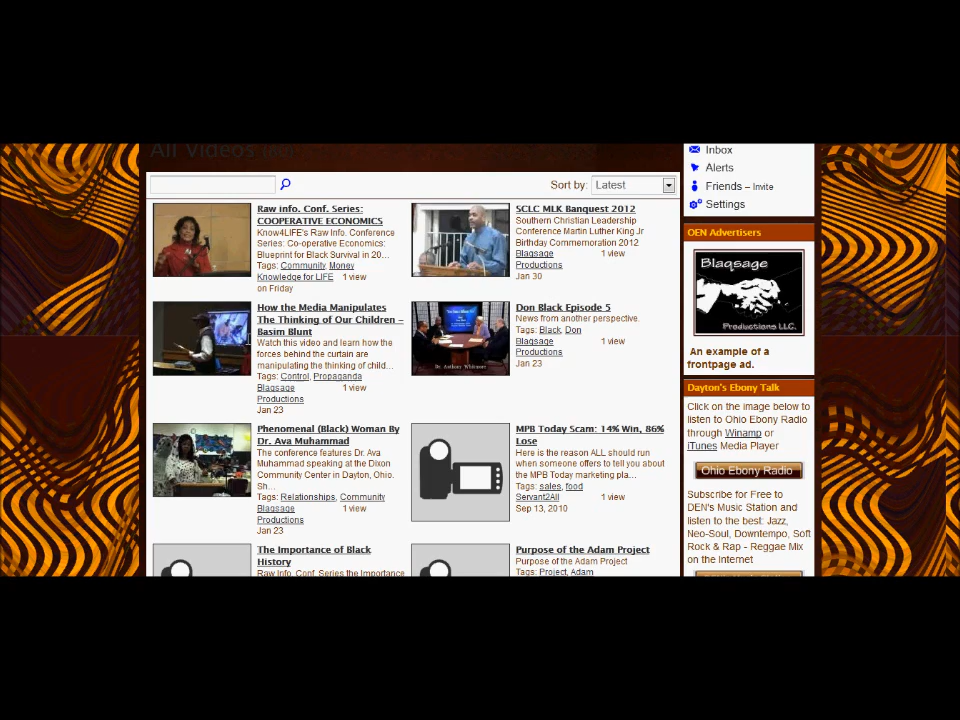 All Videos
Sort by: Latest
Raw info. Conf. Series:
COOPERATIVE ECONOMICS
Know4LIFE's Raw Info. Conference
Series: Co-operative Economics:
Blueprint for Black Survival in 20…
Tags: Community, Money
Knowledge for LIFE 1 view
on Friday
SCLC MLK Banquest 2012
Southern Christian Leadership
Conference Martin Luther King Jr
Birthday Commemoration 2012
Blaqsage 1 view
Productions
Jan 30
How the Media Manipulates
The Thinking of Our Children –
Basim Blunt
Watch this video and learn how the
forces behind the curtain are
manipulating the thinking of child…
Tags: Control, Propaganda
Blaqsage 1 view
Productions
Jan 23
Dr. Anthony Whitmore
Don Black Episode 5
News from another perspective.
Tags: Black, Don
Blaqsage 1 view
Productions
Jan 23
Phenomenal (Black) Woman By
Dr. Ava Muhammad
The conference features Dr. Ava
Muhammad speaking at the Dixon
Community Center in Dayton, Ohio.
Sh…
Tags: Relationships, Community
Blaqsage 1 view
Productions
Jan 23
MPB Today Scam: 14% Win, 86%
Lose
Here is the reason ALL should run
when someone offers to tell you about
the MPB Today marketing pla…
Tags: sales, food
Servant2All 1 view
Sep 13, 2010
The Importance of Black
History
Raw Info. Conf. Series the Importance
Purpose of the Adam Project
Purpose of the Adam Project
Tags: Project, Adam
Inbox
Alerts
Friends – Invite
Settings
OEN Advertisers
Blaqsage
Productions LLC.
An example of a
frontpage ad.
Dayton's Ebony Talk
Click on the image below to
listen to Ohio Ebony Radio
through Winamp or
iTunes Media Player
Ohio Ebony Radio
Subscribe for Free to
DEN's Music Station and
listen to the best: Jazz,
Neo-Soul, Downtempo, Soft
Rock & Rap - Reggae Mix
on the Internet